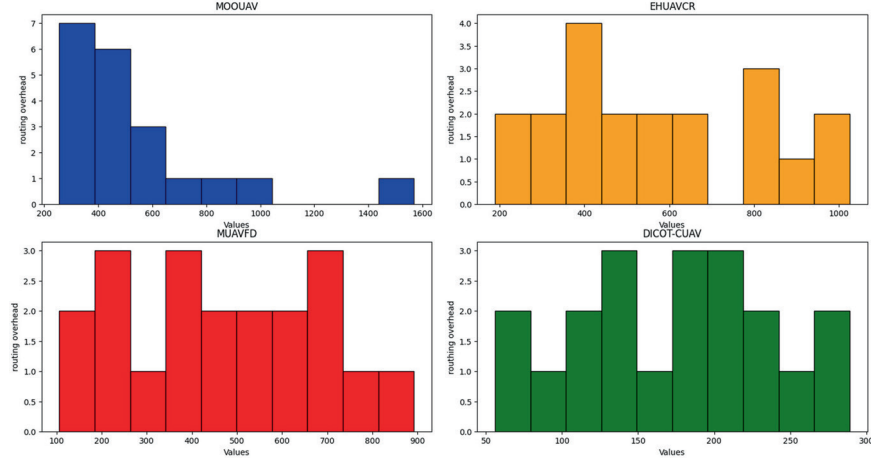 MOOUAV
routing overhead
7
6
5
4
3
2
1
0
200 400 600 800 1000 1200 1400 1600
Values
EHUAVCR
routing overhead
4.0
3.5
3.0
2.5
2.0
1.5
1.0
0.5
0.0
200 400 600 800 1000
Values
MUAVFD
routing overhead
3.0
2.5
2.0
1.5
1.0
0.5
0.0
100 200 300 400 500 600 700 800 900
Values
DICOT-CUAV
routhing overhead
3.0
2.5
2.0
1.5
1.0
0.5
0.0
50 100 150 200 250 300
Values